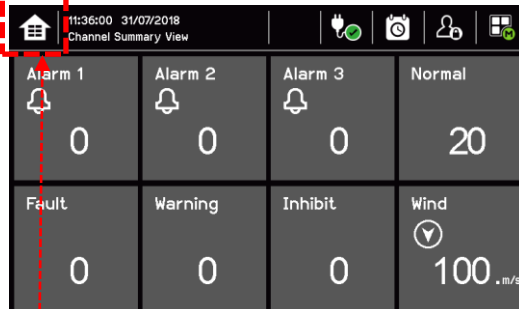 11:36:00 31/07/2018
Channel Summary View
Alarm 1 Alarm 2 Alarm 3 Normal
0 0 0 20
Fault Warning Inhibit Wind
0 0 0 100 .m/s